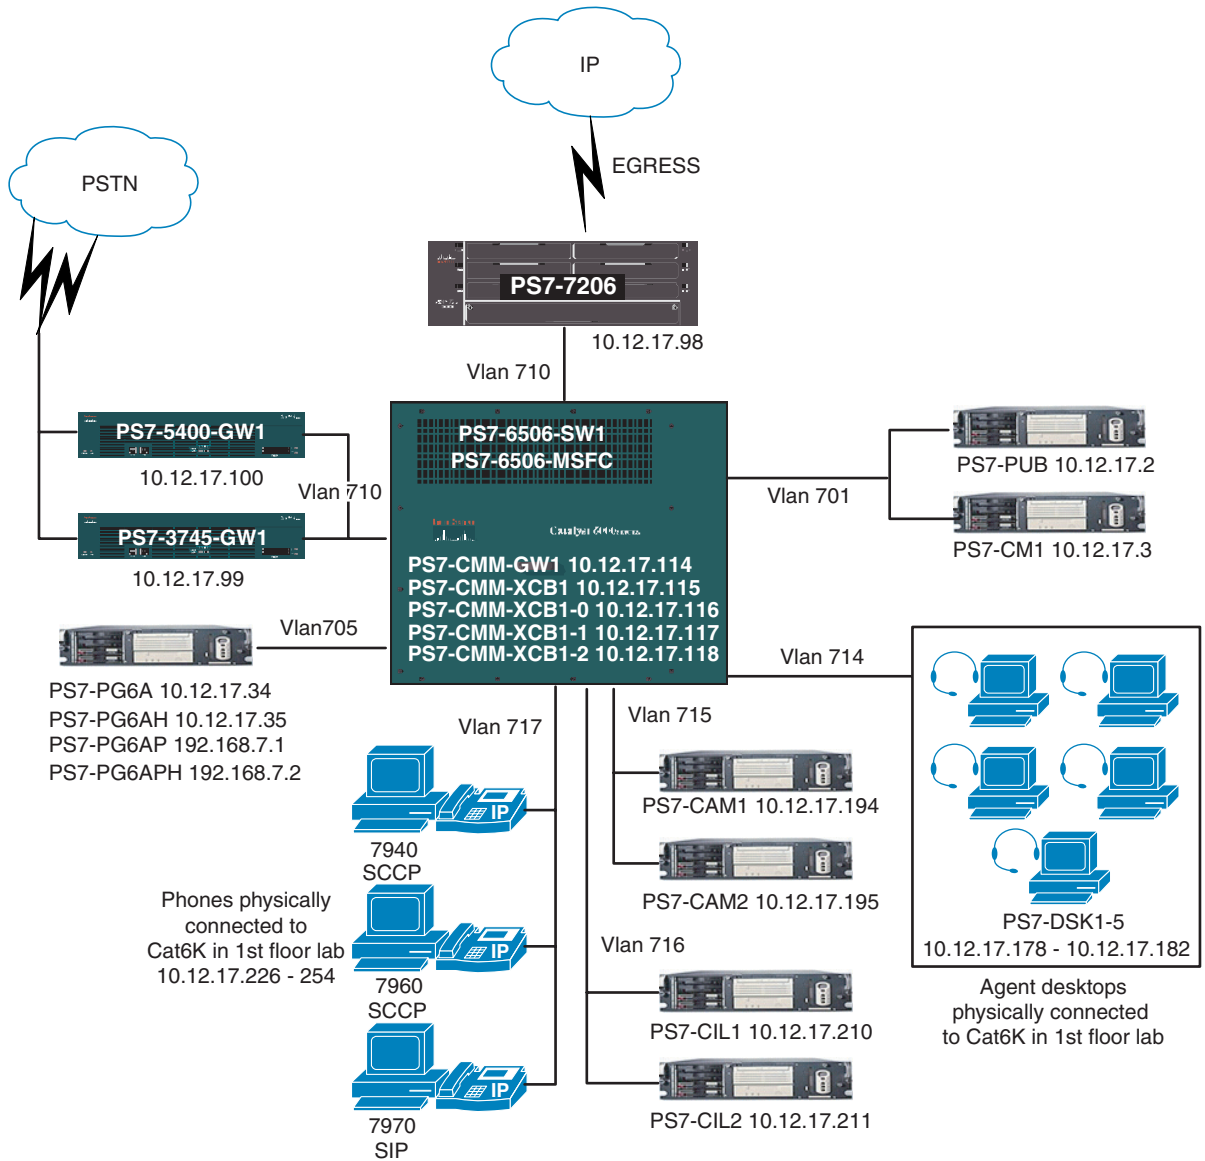 IP
EGRESS
PSTN
PS7-7206
10.12.17.98
Vlan 710
PS7-5400-GW1
10.12.17.100
Vlan 710
PS7-3745-GW1
10.12.17.99
PS7-6506-SW1
PS7-6506-MSFC
PS7-CMM-GW1 10.12.17.114
PS7-CMM-XCB1 10.12.17.115
PS7-CMM-XCB1-0 10.12.17.116
PS7-CMM-XCB1-1 10.12.17.117
PS7-CMM-XCB1-2 10.12.17.118
Vlan 701
PS7-PUB 10.12.17.2
PS7-CM1 10.12.17.3
Vlan705
PS7-PG6A 10.12.17.34
PS7-PG6AH 10.12.17.35
PS7-PG6AP 192.168.7.1
PS7-PG6APH 192.168.7.2
Vlan 714
PS7-DSK1-5
10.12.17.178 - 10.12.17.182
Agent desktops
physically connected
to Cat6K in 1st floor lab
Vlan 717
IP
7940
SCCP
IP
7960
SCCP
IP
7970
SIP
Phones physically
connected to
Cat6K in 1st floor lab
10.12.17.226 - 254
Vlan 715
PS7-CAM1 10.12.17.194
PS7-CAM2 10.12.17.195
Vlan 716
PS7-CIL1 10.12.17.210
PS7-CIL2 10.12.17.211